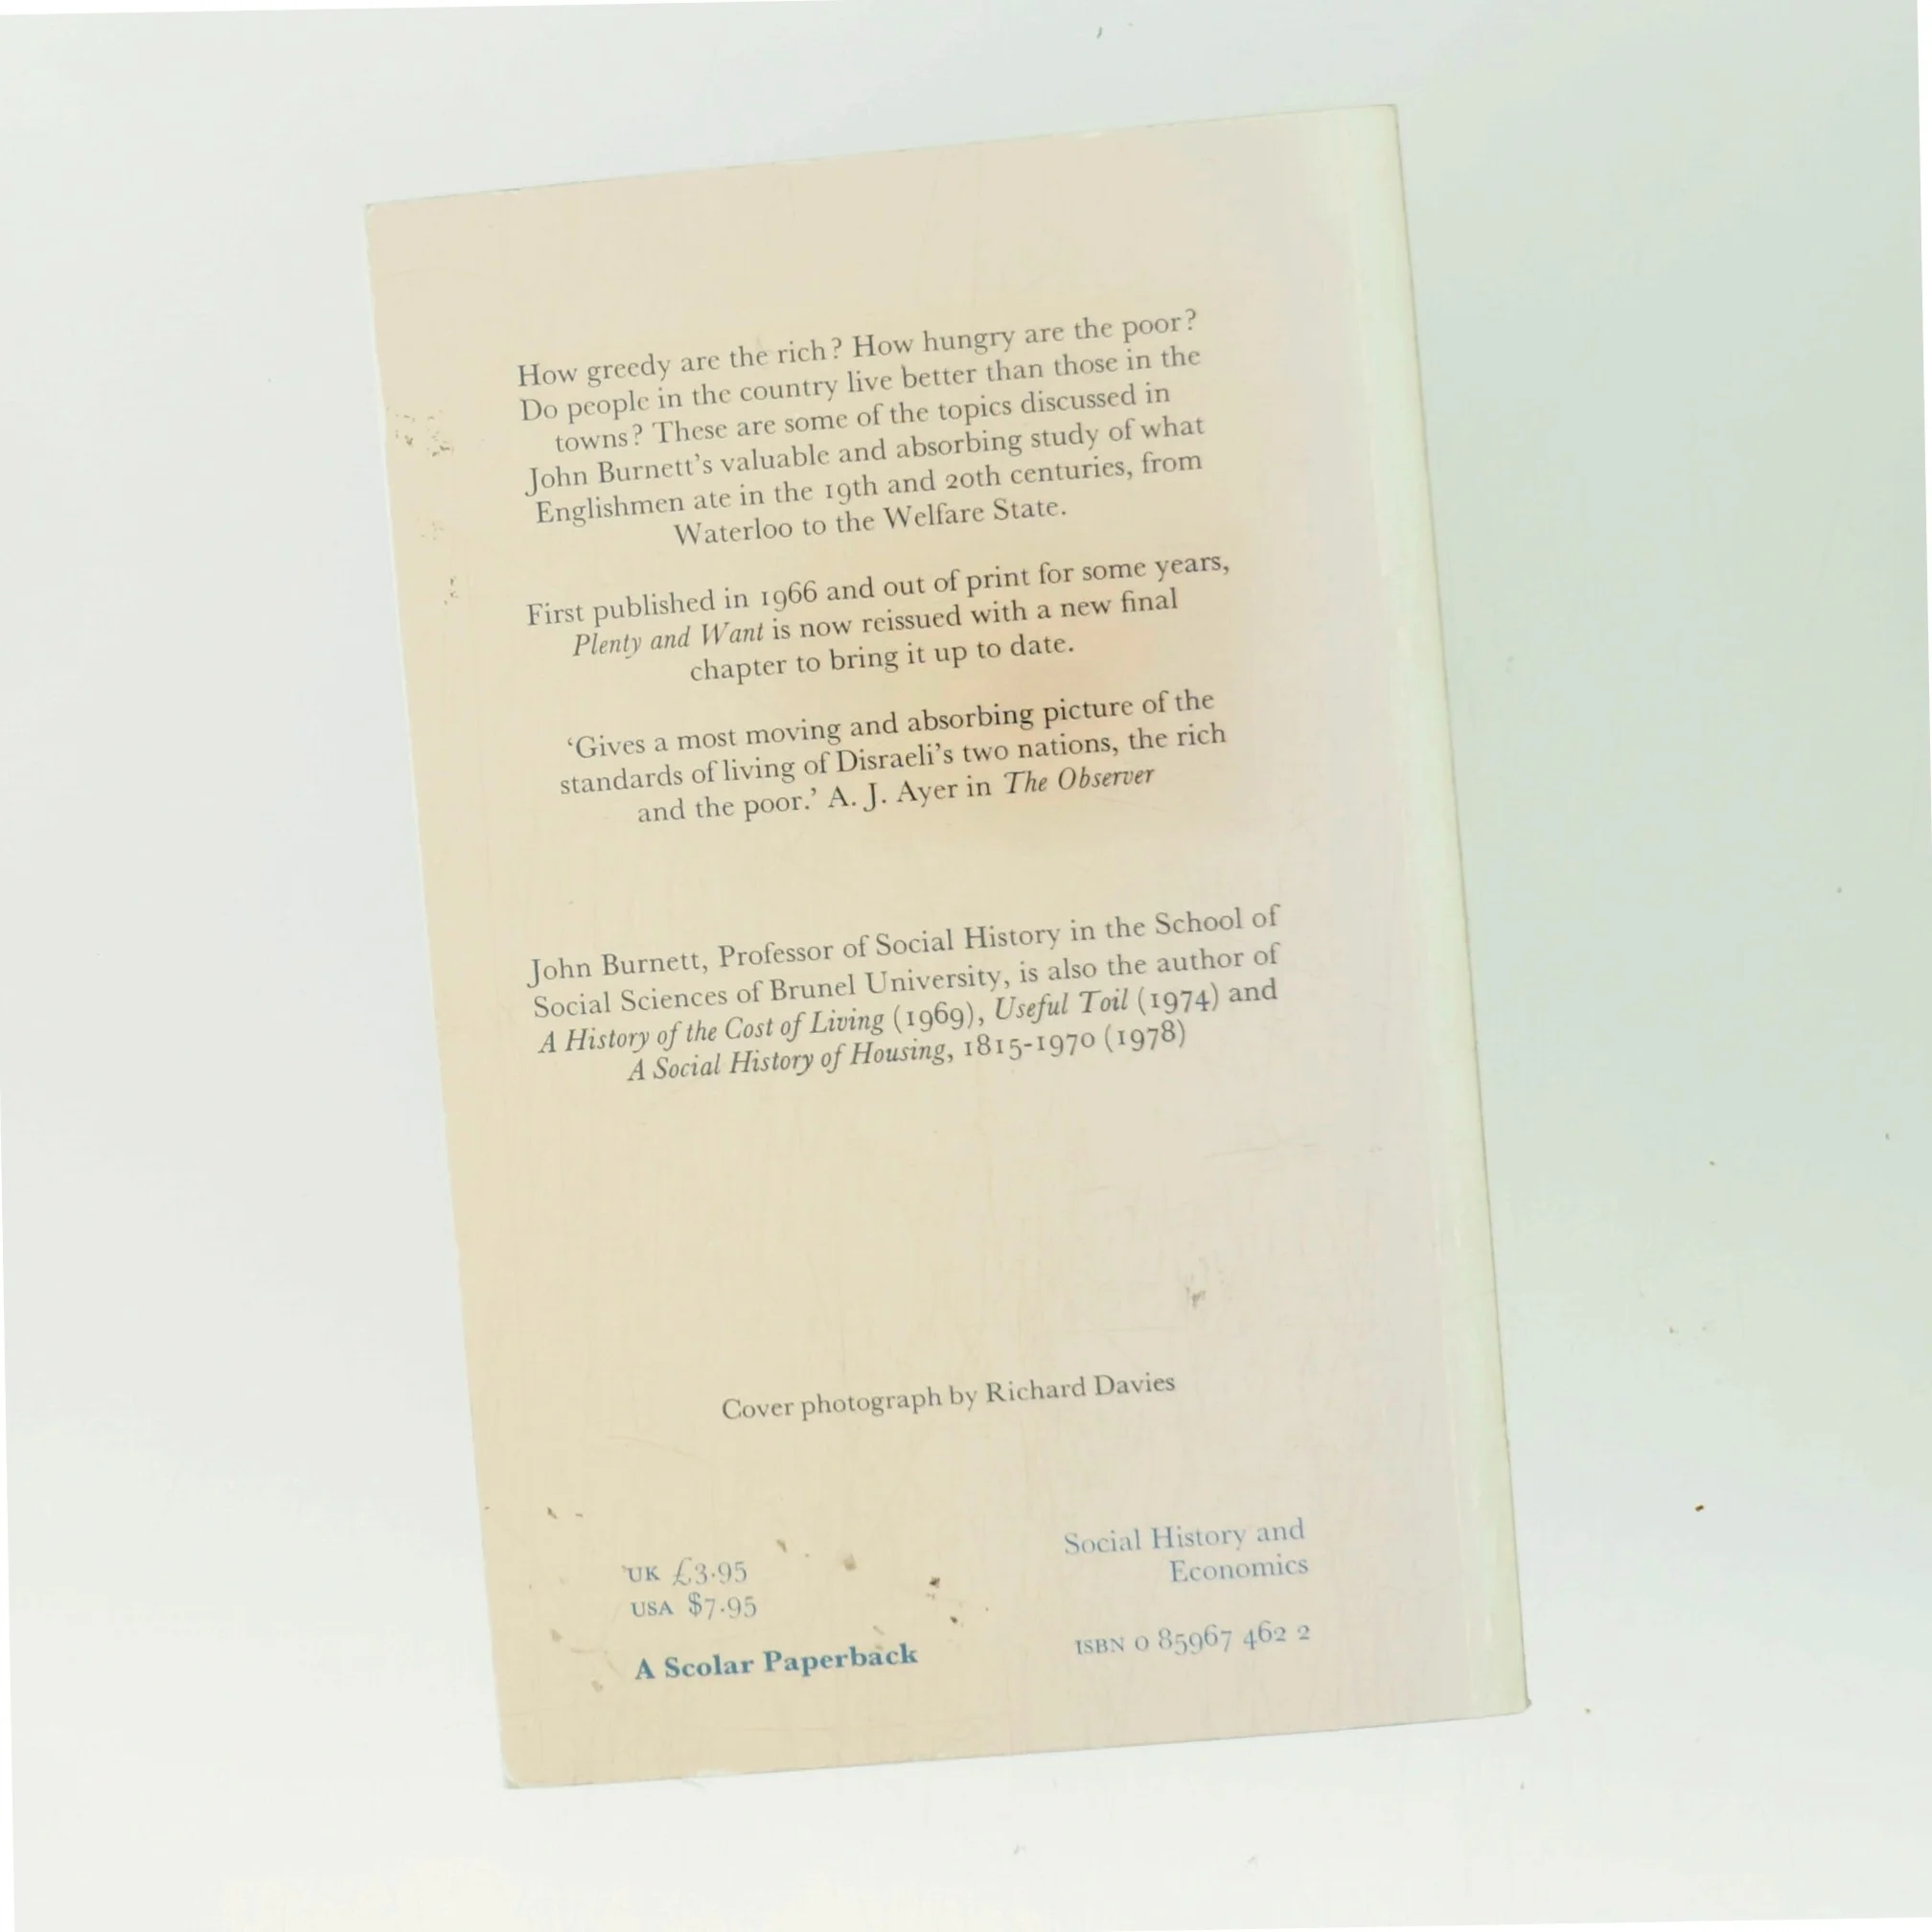 How greedy are the rich? How hungry are the poor?
Do people in the country live better than those in the
towns? These are some of the topics discussed in
John Burnett's valuable and absorbing study of what
Englishmen ate in the 19th and 20th centuries, from
Waterloo to the Welfare State.
First published in 1966 and out of print for some years,
Plenty and Want is now reissued with a new final
chapter to bring it up to date.
‘Gives a most moving and absorbing picture of the
standards of living of Disraeli's two nations, the rich
and the poor.’ A. J. Ayer in The Observer
John Burnett, Professor of Social History in the School of
Social Sciences of Brunel University, is also the author of
A History of the Cost of Living (1969), Useful Toil (1974) and
A Social History of Housing, 1815-1970 (1978)
Cover photograph by Richard Davies
UK £3·95
USA $7·95
A Scolar Paperback
Social History and
Economics
ISBN 0 85967 462 2